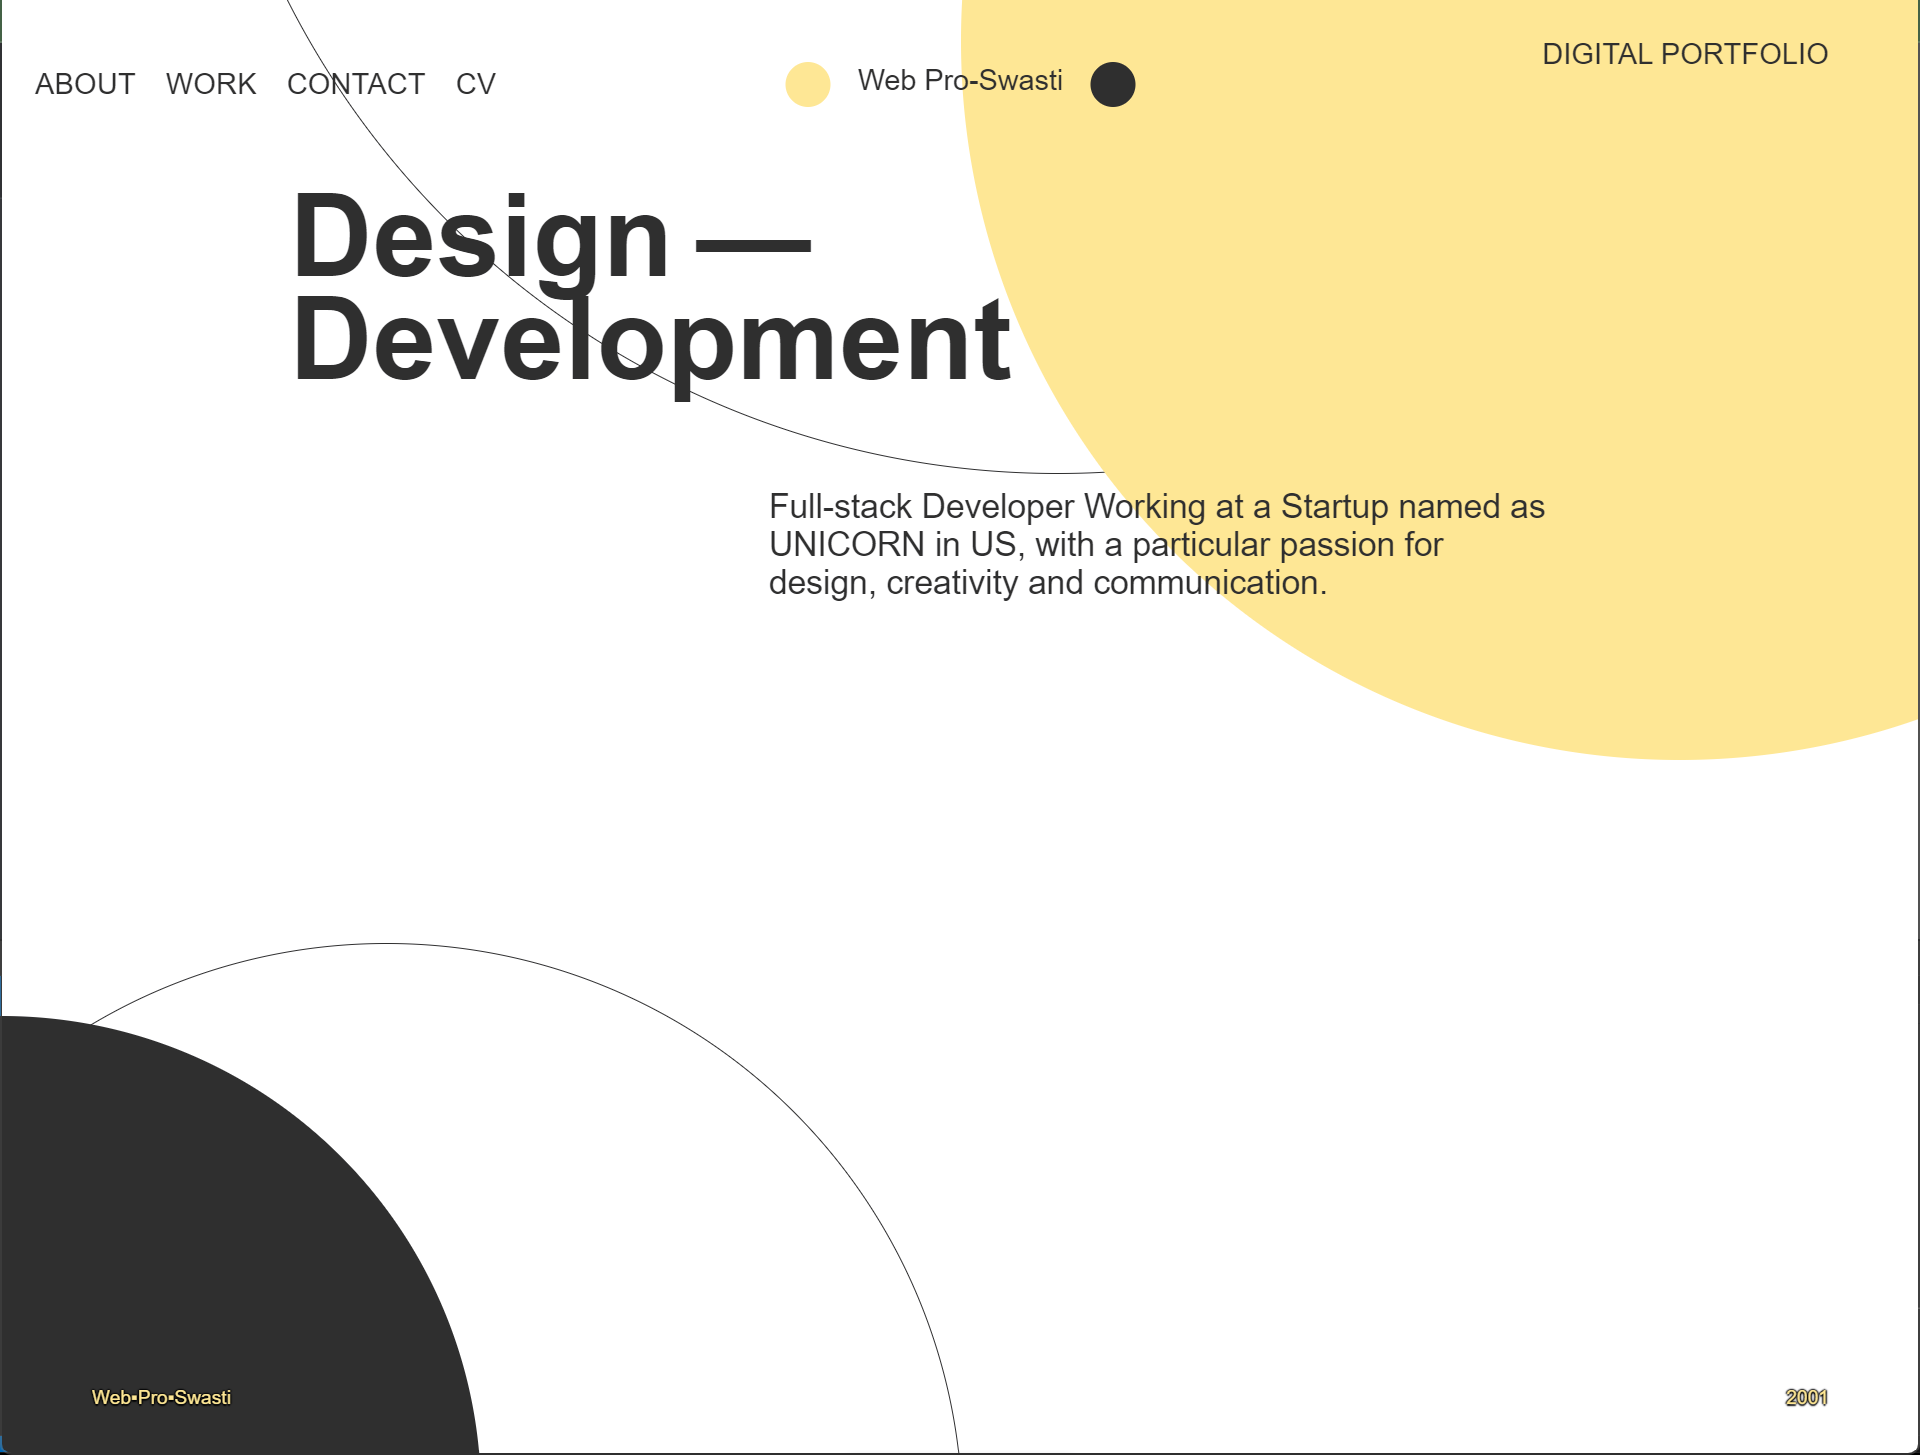 ABOUT WORK CONTACT CV
Web Pro-Swasti
DIGITAL PORTFOLIO
Design —
Development
Full-stack Developer Working at a Startup named as
UNICORN in US, with a particular passion for
design, creativity and communication.
Web▪Pro▪Swasti
2001